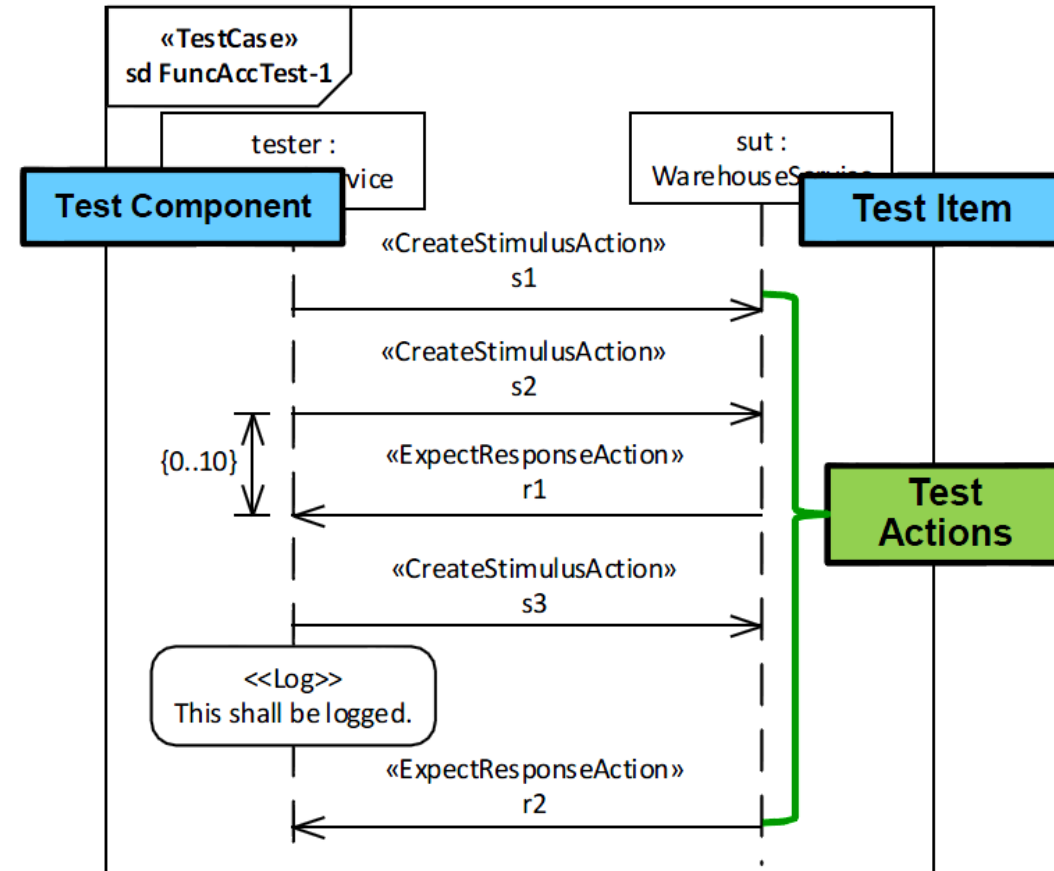 «TestCase»
sd FuncAccTest-1
tester :
vice
sut :
WarehouseService
Test Component
Test Item
«CreateStimulusAction»
s1
«CreateStimulusAction»
s2
{0..10}
«ExpectResponseAction»
r1
Test
Actions
«CreateStimulusAction»
s3
<<Log>>
This shall be logged.
«ExpectResponseAction»
r2